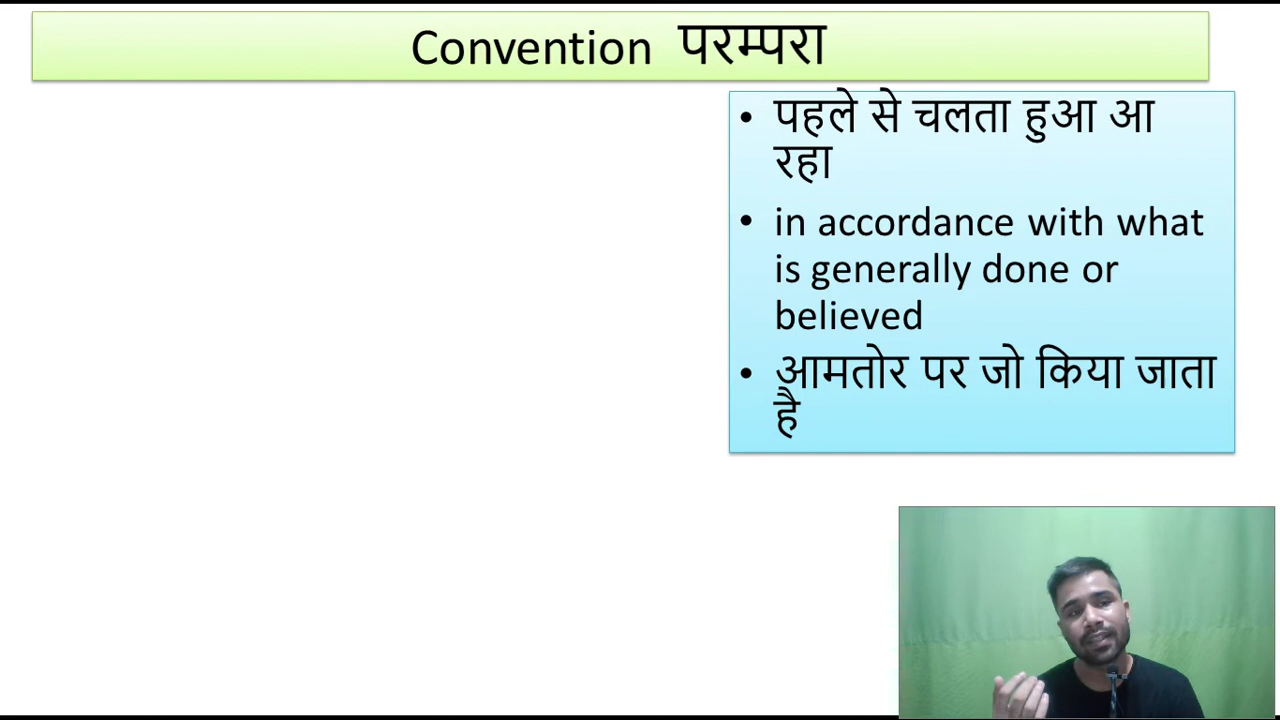 Convention परम्परा
• पहले से चलता हुआ आ
रहा
• in accordance with what
is generally done or
believed
• आमतोर पर जो किया जाता
है